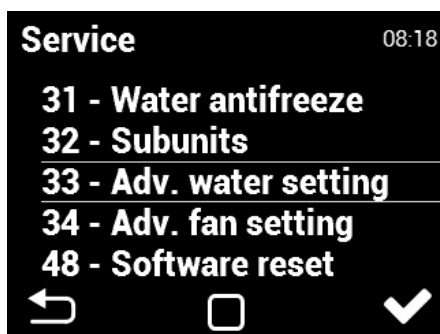 Service 08:18
31 - Water antifreeze
32 - Subunits
33 - Adv. water setting
34 - Adv. fan setting
48 - Software reset